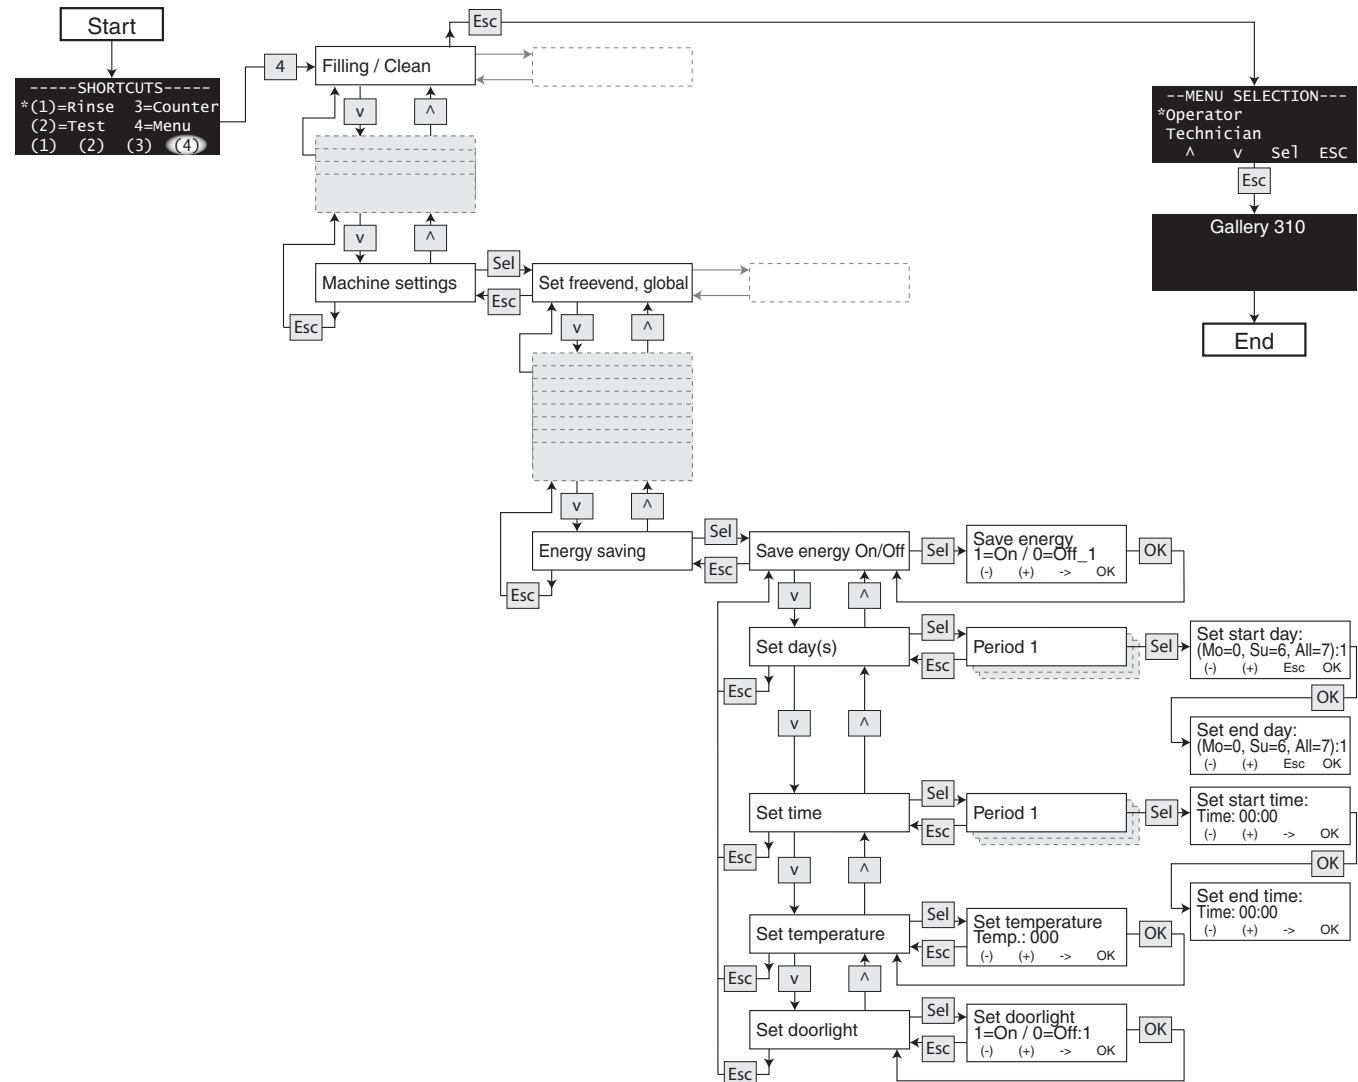 Start
Esc
4
Filling / Clean
-----SHORTCUTS-----
*(1)=Rinse 3=Counter
(2)=Test 4=Menu
(1) (2) (3) (4)
v
^
--MENU SELECTION---
*Operator
Technician
^ v Sel ESC
Esc
Gallery 310
End
v
^
Machine settings
Sel
Esc
Set freevend, global
Esc
v
^
v
^
Energy saving
Sel
Esc
Save energy On/Off
Sel
Save energy
1=On / 0=Off_1
(-) (+) -> OK
OK
Esc
v
^
Set day(s)
Sel
Esc
Period 1
Sel
Set start day:
(Mo=0, Su=6, All=7):1
(-) (+) Esc OK
Esc
OK
v
^
Set end day:
(Mo=0, Su=6, All=7):1
(-) (+) Esc OK
Set time
Sel
Esc
Period 1
Sel
Set start time:
Time: 00:00
(-) (+) -> OK
Esc
OK
v
^
Set end time:
Time: 00:00
(-) (+) -> OK
Set temperature
Sel
Esc
Set temperature
Temp.: 000
(-) (+) -> OK
OK
Esc
v
^
Set doorlight
Sel
Esc
Set doorlight
1=On / 0=Off:1
(-) (+) -> OK
OK
Esc